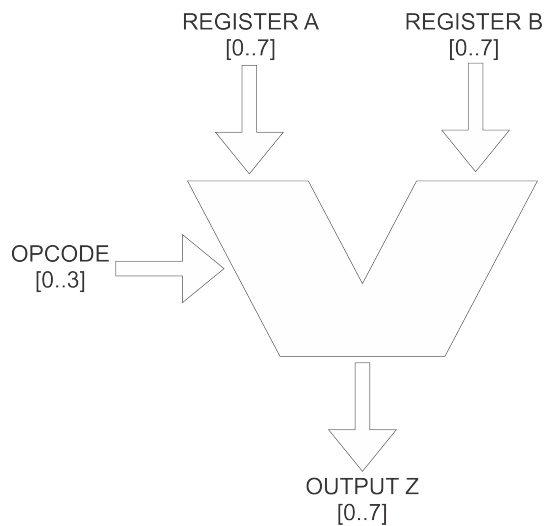 REGISTER A
[0..7]
REGISTER B
[0..7]
OPCODE
[0..3]
OUTPUT Z
[0..7]